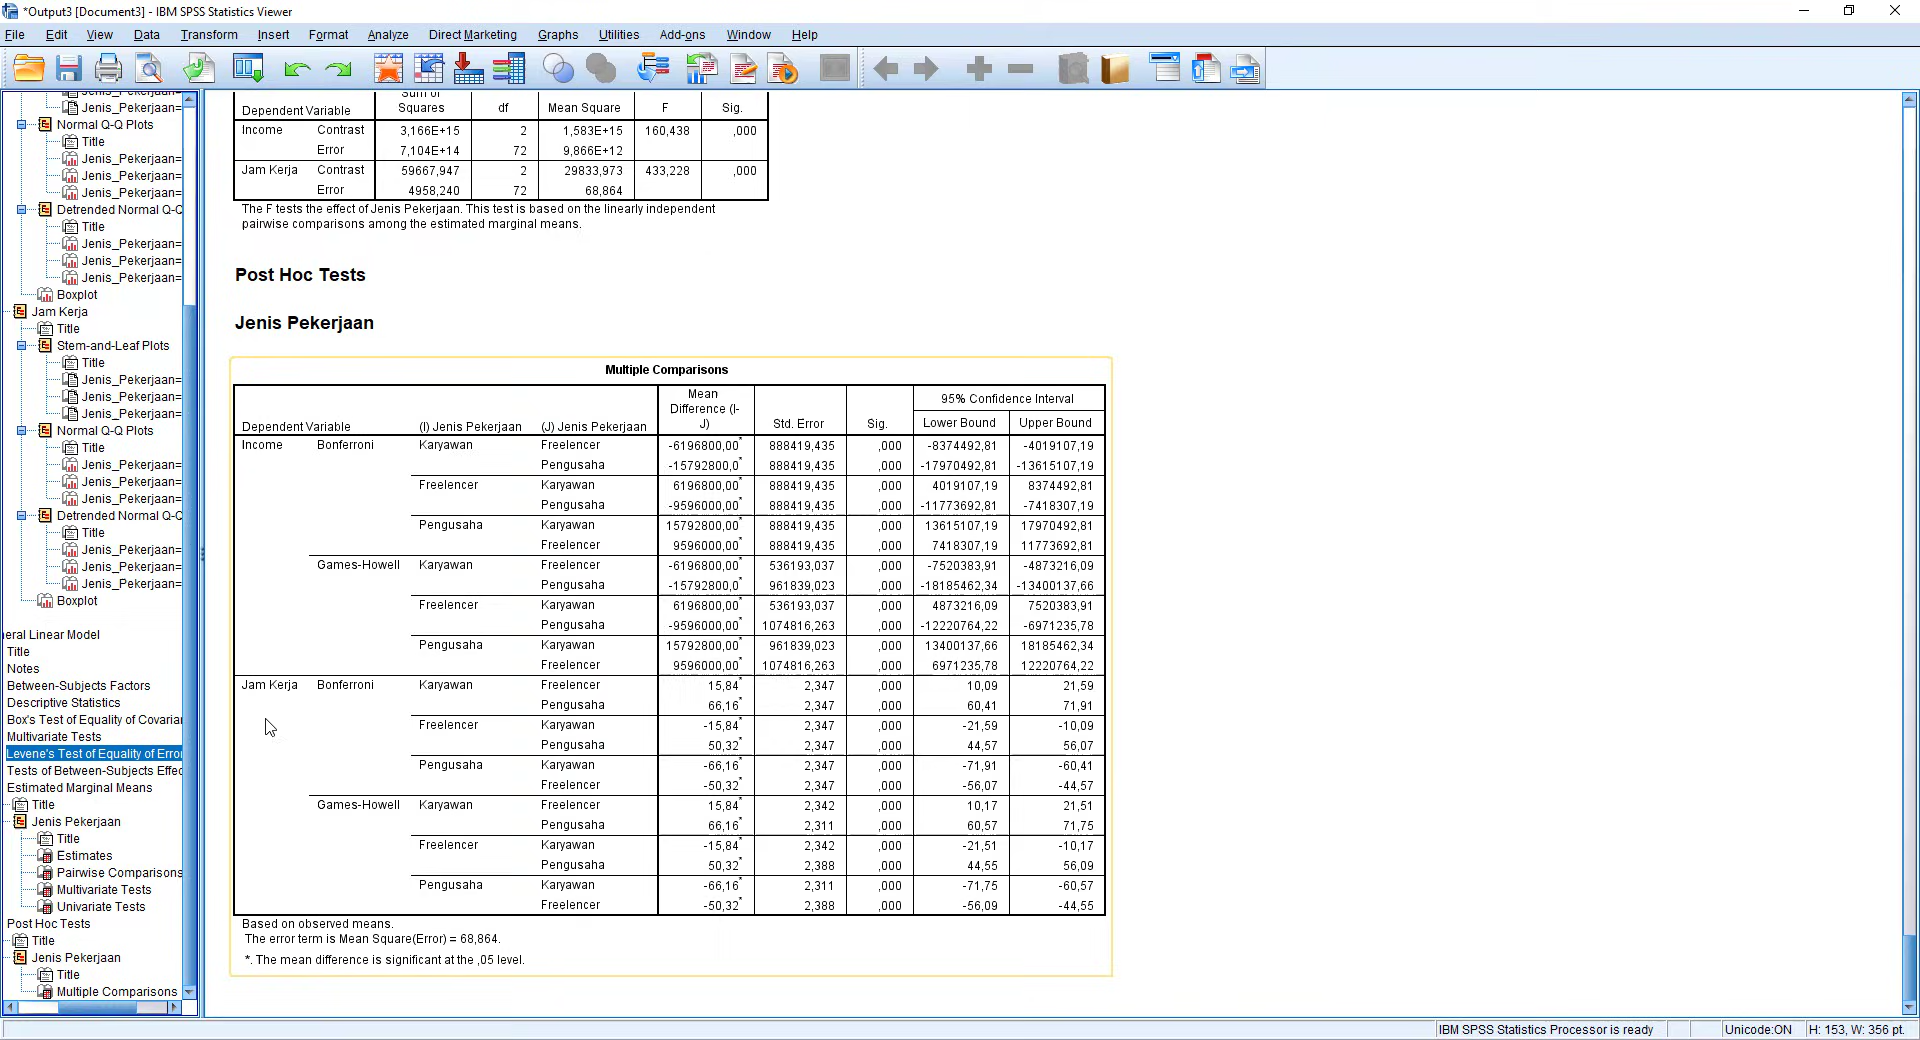 *Output3 [Document3] - IBM SPSS Statistics Viewer
File Edit View Data Transform Insert Format Analyze Direct Marketing Graphs Utilities Add-ons Window Help
Jenis_Pekerjaan=
Normal Q-Q Plots
Title
Jenis_Pekerjaan=
Jenis_Pekerjaan=
Jenis_Pekerjaan=
Detrended Normal Q-Q
Title
Jenis_Pekerjaan=
Jenis_Pekerjaan=
Jenis_Pekerjaan=
Boxplot
Jam Kerja
Title
Stem-and-Leaf Plots
Title
Jenis_Pekerjaan=
Jenis_Pekerjaan=
Jenis_Pekerjaan=
Normal Q-Q Plots
Title
Jenis_Pekerjaan=
Jenis_Pekerjaan=
Jenis_Pekerjaan=
Detrended Normal Q-Q
Title
Jenis_Pekerjaan=
Jenis_Pekerjaan=
Jenis_Pekerjaan=
Boxplot
eral Linear Model
Title
Notes
Between-Subjects Factors
Descriptive Statistics
Box's Test of Equality of Covaria
Multivariate Tests
Levene's Test of Equality of Erro
Tests of Between-Subjects Effec
Estimated Marginal Means
Title
Jenis Pekerjaan
Title
Estimates
Pairwise Comparisons
Multivariate Tests
Univariate Tests
Post Hoc Tests
Title
Jenis Pekerjaan
Title
Multiple Comparisons
Dependent Variable Sum of Squares df Mean Square F Sig.
Income Contrast 3,166E+15 2 1,583E+15 160,438 ,000
Error 7,104E+14 72 9,866E+12
Jam Kerja Contrast 59667,947 2 29833,973 433,228 ,000
Error 4958,240 72 68,864
The F tests the effect of Jenis Pekerjaan. This test is based on the linearly independent
pairwise comparisons among the estimated marginal means.
Post Hoc Tests
Jenis Pekerjaan
Multiple Comparisons
Dependent Variable (I) Jenis Pekerjaan (J) Jenis Pekerjaan Mean Difference (I-J) Std. Error Sig. 95% Confidence Interval
Lower Bound Upper Bound
Income Bonferroni Karyawan Freelencer -6196800,00* 888419,435 ,000 -8374492,81 -4019107,19
Pengusaha -15792800,0* 888419,435 ,000 -17970492,81 -13615107,19
Freelencer Karyawan 6196800,00* 888419,435 ,000 4019107,19 8374492,81
Pengusaha -9596000,00* 888419,435 ,000 -11773692,81 -7418307,19
Pengusaha Karyawan 15792800,00* 888419,435 ,000 13615107,19 17970492,81
Freelencer 9596000,00* 888419,435 ,000 7418307,19 11773692,81
Games-Howell Karyawan Freelencer -6196800,00* 536193,037 ,000 -7520383,91 -4873216,09
Pengusaha -15792800,0* 961839,023 ,000 -18185462,34 -13400137,66
Freelencer Karyawan 6196800,00* 536193,037 ,000 4873216,09 7520383,91
Pengusaha -9596000,00* 1074816,263 ,000 -12220764,22 -6971235,78
Pengusaha Karyawan 15792800,00* 961839,023 ,000 13400137,66 18185462,34
Freelencer 9596000,00* 1074816,263 ,000 6971235,78 12220764,22
Jam Kerja Bonferroni Karyawan Freelencer 15,84* 2,347 ,000 10,09 21,59
Pengusaha 66,16* 2,347 ,000 60,41 71,91
Freelencer Karyawan -15,84* 2,347 ,000 -21,59 -10,09
Pengusaha 50,32* 2,347 ,000 44,57 56,07
Pengusaha Karyawan -66,16* 2,347 ,000 -71,91 -60,41
Freelencer -50,32* 2,347 ,000 -56,07 -44,57
Games-Howell Karyawan Freelencer 15,84* 2,342 ,000 10,17 21,51
Pengusaha 66,16* 2,311 ,000 60,57 71,75
Freelencer Karyawan -15,84* 2,342 ,000 -21,51 -10,17
Pengusaha 50,32* 2,388 ,000 44,55 56,09
Pengusaha Karyawan -66,16* 2,311 ,000 -71,75 -60,57
Freelencer -50,32* 2,388 ,000 -56,09 -44,55
Based on observed means.
The error term is Mean Square(Error) = 68,864.
*. The mean difference is significant at the ,05 level.
IBM SPSS Statistics Processor is ready Unicode:ON H: 153, W: 356 pt.